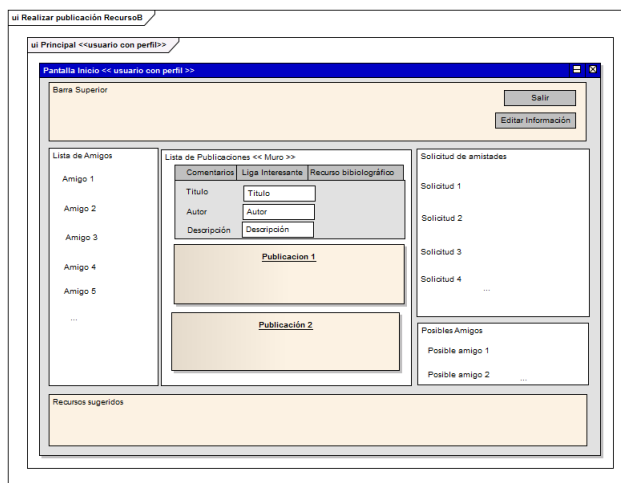 ui Realizar publicación RecursoB
ui Principal <<usuario con perfil>>
Pantalla Inicio << usuario con perfil >>
Barra Superior
Salir
Editar Información
Lista de Amigos
Amigo 1
Amigo 2
Amigo 3
Amigo 4
Amigo 5
...
Lista de Publicaciones << Muro >>
Comentarios Liga Interesante Recurso bibiolográfico
Titulo Titulo
Autor Autor
Descripción Descripción
Publicacion 1
Publicación 2
Solicitud de amistades
Solicitud 1
Solicitud 2
Solicitud 3
Solicitud 4
...
Posibles Amigos
Posible amigo 1
Posible amigo 2
...
Recursos sugeridos